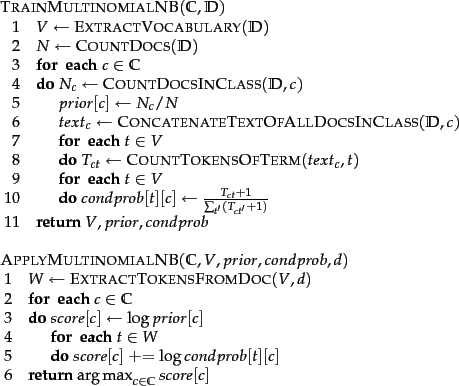 TRAINMULTINOMIALNB(ℂ, 𝔻)
1 V ← EXTRACTVOCABULARY(𝔻)
2 N ← COUNTDOCS(𝔻)
3 for each c ∈ ℂ
4 do N_c ← COUNTDOCSINCLASS(𝔻, c)
5 prior[c] ← N_c/N
6 text_c ← CONCATENATETEXTOFALLDOCSINCLASS(𝔻, c)
7 for each t ∈ V
8 do T_ct ← COUNTTOKENSOFTERM(text_c, t)
9 for each t ∈ V
10 do condprob[t][c] ← (T_ct+1)/(∑_t′(T_ct′+1))
11 return V, prior, condprob
APPLYMULTINOMIALNB(ℂ, V, prior, condprob, d)
1 W ← EXTRACTTOKENSFROMDOC(V, d)
2 for each c ∈ ℂ
3 do score[c] ← log prior[c]
4 for each t ∈ W
5 do score[c] += log condprob[t][c]
6 return arg max_c∈ℂ score[c]